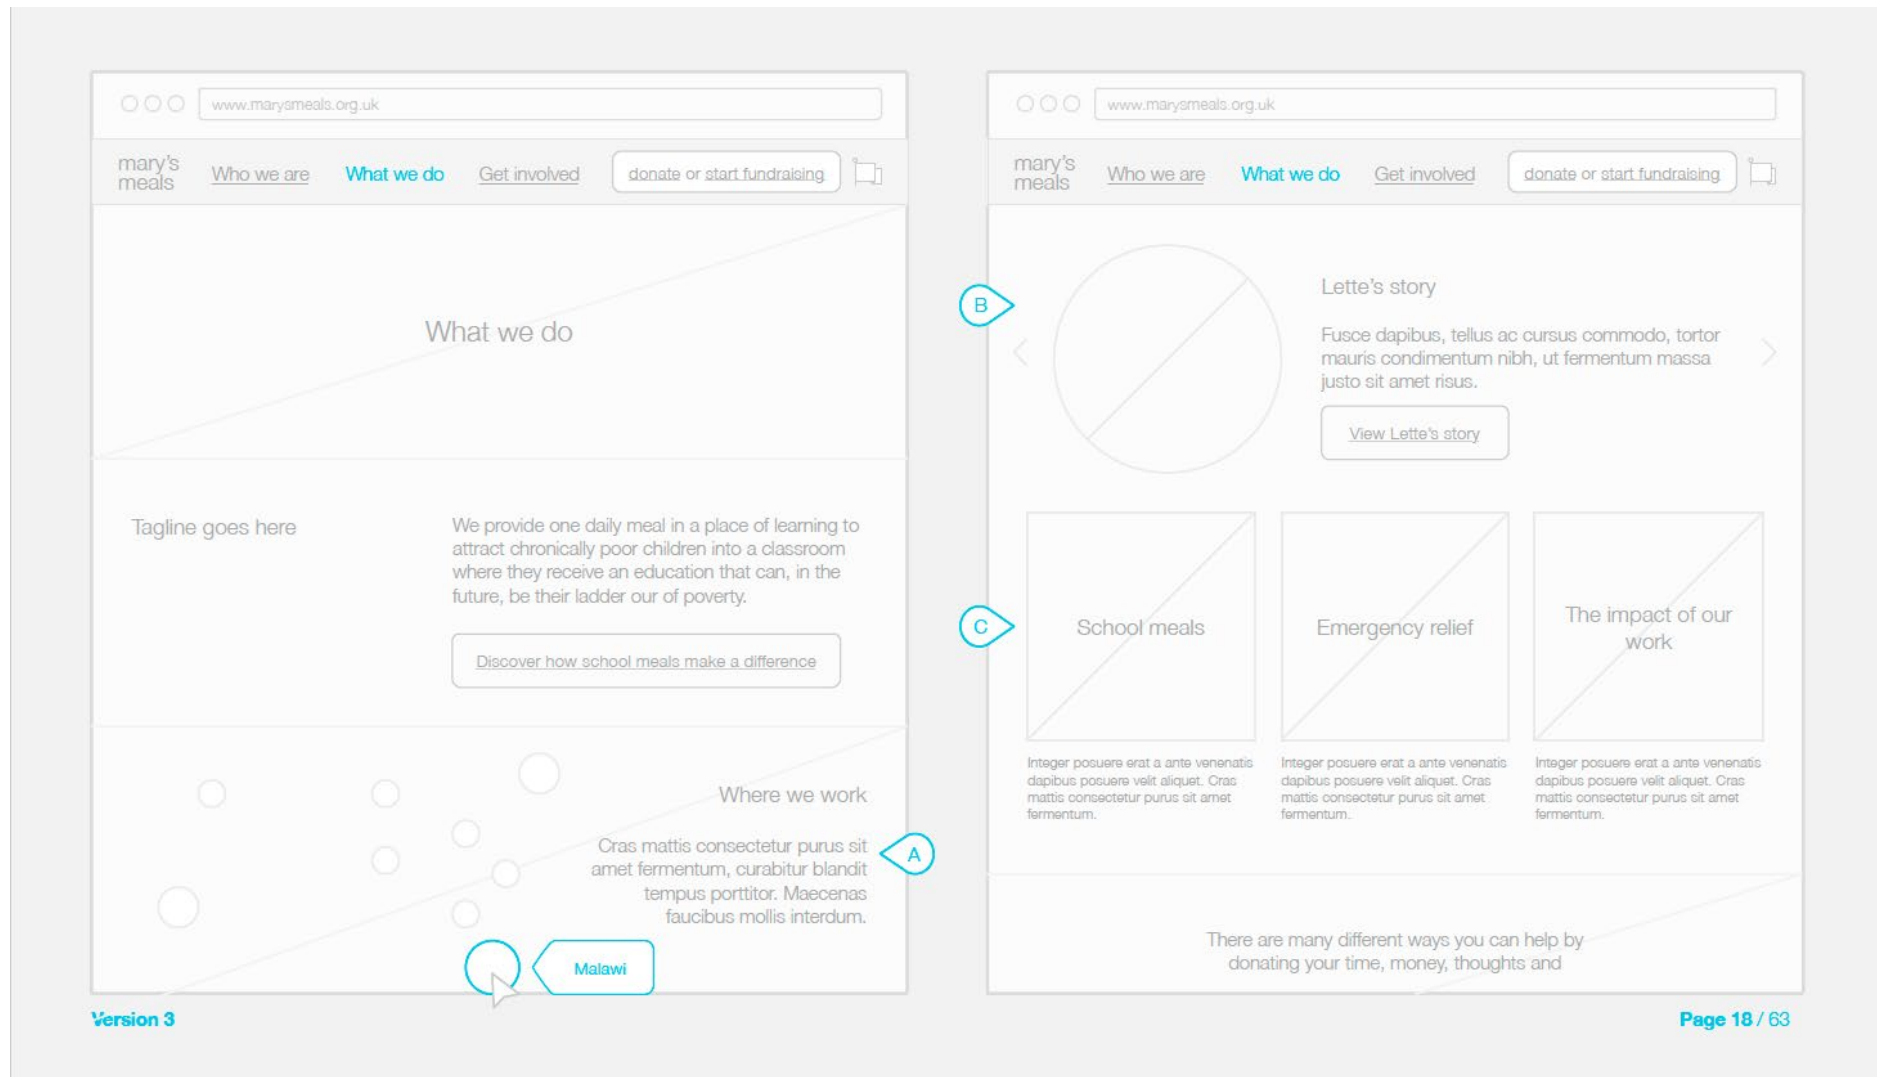 www.marysmeals.org.uk
mary's
meals
Who we are
What we do
Get involved
donate or start fundraising
What we do
Tagline goes here
We provide one daily meal in a place of learning to
attract chronically poor children into a classroom
where they receive an education that can, in the
future, be their ladder our of poverty.
Discover how school meals make a difference
Where we work
Cras mattis consectetur purus sit
amet fermentum, curabitur blandit
tempus porttitor. Maecenas
faucibus mollis interdum.
A
Malawi
www.marysmeals.org.uk
mary's
meals
Who we are
What we do
Get involved
donate or start fundraising
B
Lette's story
Fusce dapibus, tellus ac cursus commodo, tortor
mauris condimentum nibh, ut fermentum massa
justo sit amet risus.
View Lette's story
C
School meals
Emergency relief
The impact of our
work
Integer posuere erat a ante venenatis
dapibus posuere velit aliquet. Cras
mattis consectetur purus sit amet
fermentum.
Integer posuere erat a ante venenatis
dapibus posuere velit aliquet. Cras
mattis consectetur purus sit amet
fermentum.
Integer posuere erat a ante venenatis
dapibus posuere velit aliquet. Cras
mattis consectetur purus sit amet
fermentum.
There are many different ways you can help by
donating your time, money, thoughts and
Version 3
Page 18 / 63